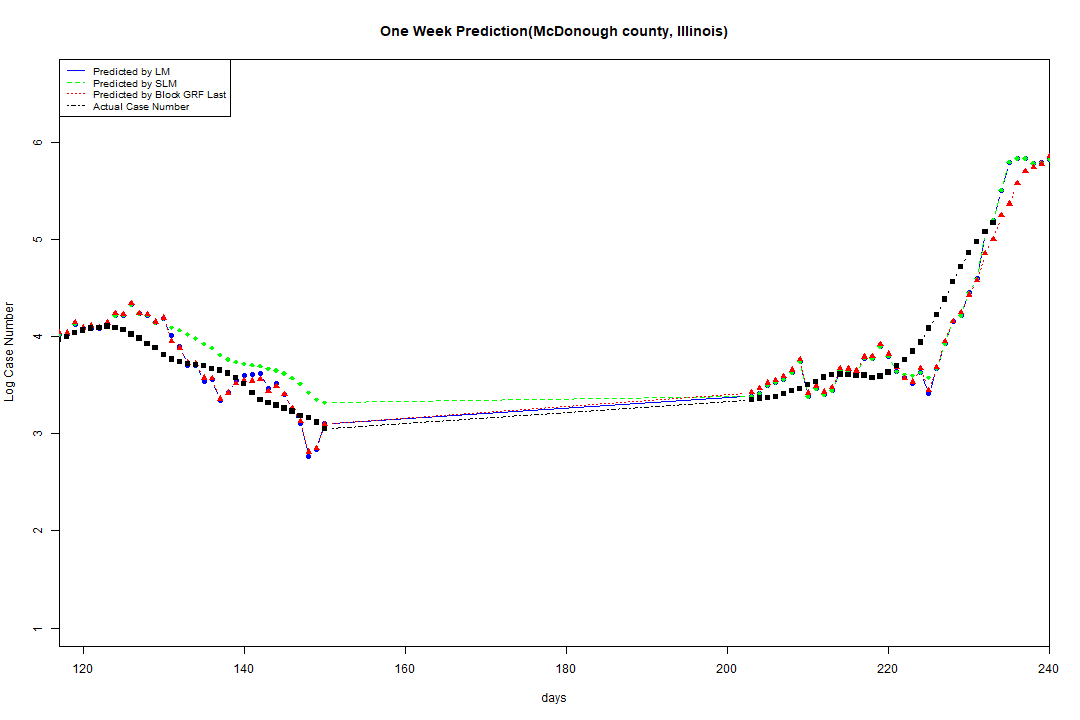 One Week Prediction(McDonough county, Illinois)
Predicted by LM
Predicted by SLM
Predicted by Block GRF Last
Actual Case Number
Log Case Number
6
5
4
3
2
1
120 140 160 180 200 220 240
days